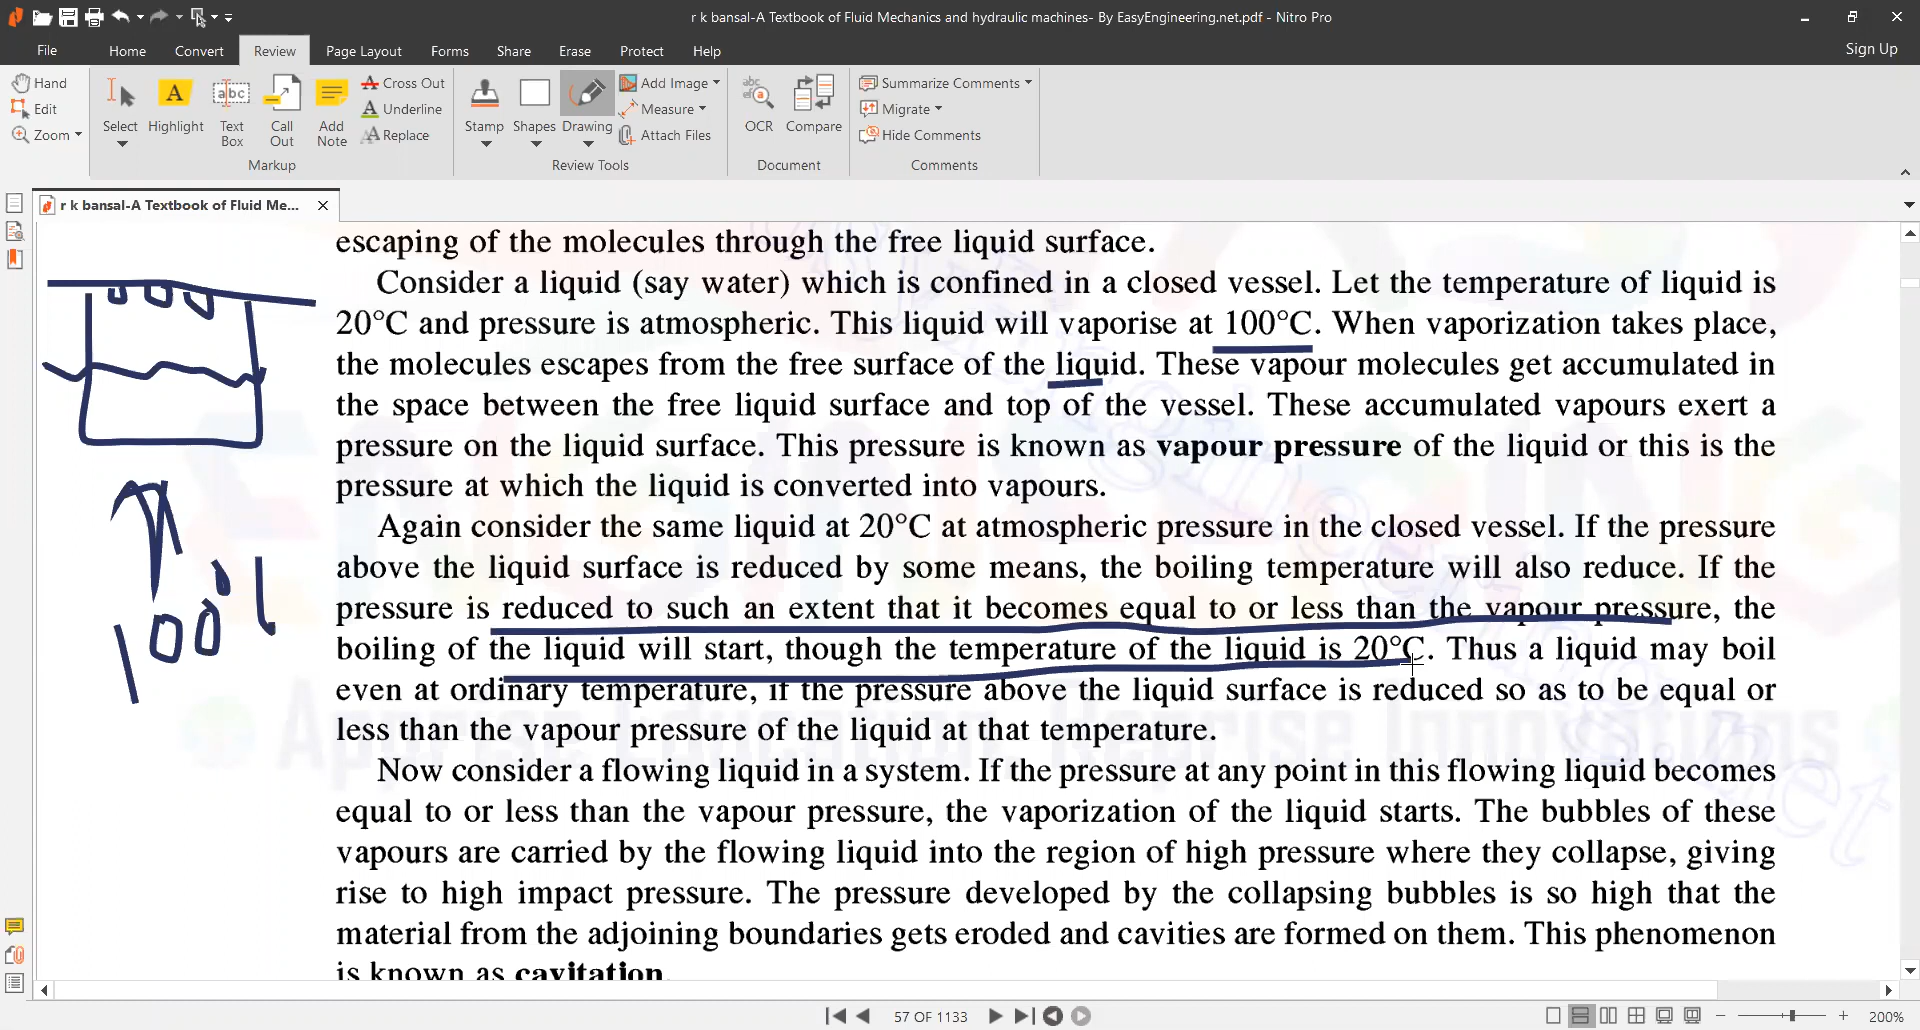 r k bansal-A Textbook of Fluid Mechanics and hydraulic machines- By EasyEngineering.net.pdf - Nitro Pro
File Home Convert Review Page Layout Forms Share Erase Protect Help Sign Up
Hand
Edit
Zoom
Select
Highlight
Text Box
Call Out
Add Note
Cross Out
Underline
Replace
Markup
Stamp
Shapes
Drawing
Add Image
Measure
Attach Files
Review Tools
OCR
Compare
Document
Summarize Comments
Migrate
Hide Comments
Comments
r k bansal-A Textbook of Fluid Me...
escaping of the molecules through the free liquid surface.
Consider a liquid (say water) which is confined in a closed vessel. Let the temperature of liquid is
20°C and pressure is atmospheric. This liquid will vaporise at 100°C. When vaporization takes place,
the molecules escapes from the free surface of the liquid. These vapour molecules get accumulated in
the space between the free liquid surface and top of the vessel. These accumulated vapours exert a
pressure on the liquid surface. This pressure is known as vapour pressure of the liquid or this is the
pressure at which the liquid is converted into vapours.
Again consider the same liquid at 20°C at atmospheric pressure in the closed vessel. If the pressure
above the liquid surface is reduced by some means, the boiling temperature will also reduce. If the
pressure is reduced to such an extent that it becomes equal to or less than the vapour pressure, the
boiling of the liquid will start, though the temperature of the liquid is 20°C. Thus a liquid may boil
even at ordinary temperature, if the pressure above the liquid surface is reduced so as to be equal or
less than the vapour pressure of the liquid at that temperature.
Now consider a flowing liquid in a system. If the pressure at any point in this flowing liquid becomes
equal to or less than the vapour pressure, the vaporization of the liquid starts. The bubbles of these
vapours are carried by the flowing liquid into the region of high pressure where they collapse, giving
rise to high impact pressure. The pressure developed by the collapsing bubbles is so high that the
material from the adjoining boundaries gets eroded and cavities are formed on them. This phenomenon
is known as cavitation.
100°
57 OF 1133
200%